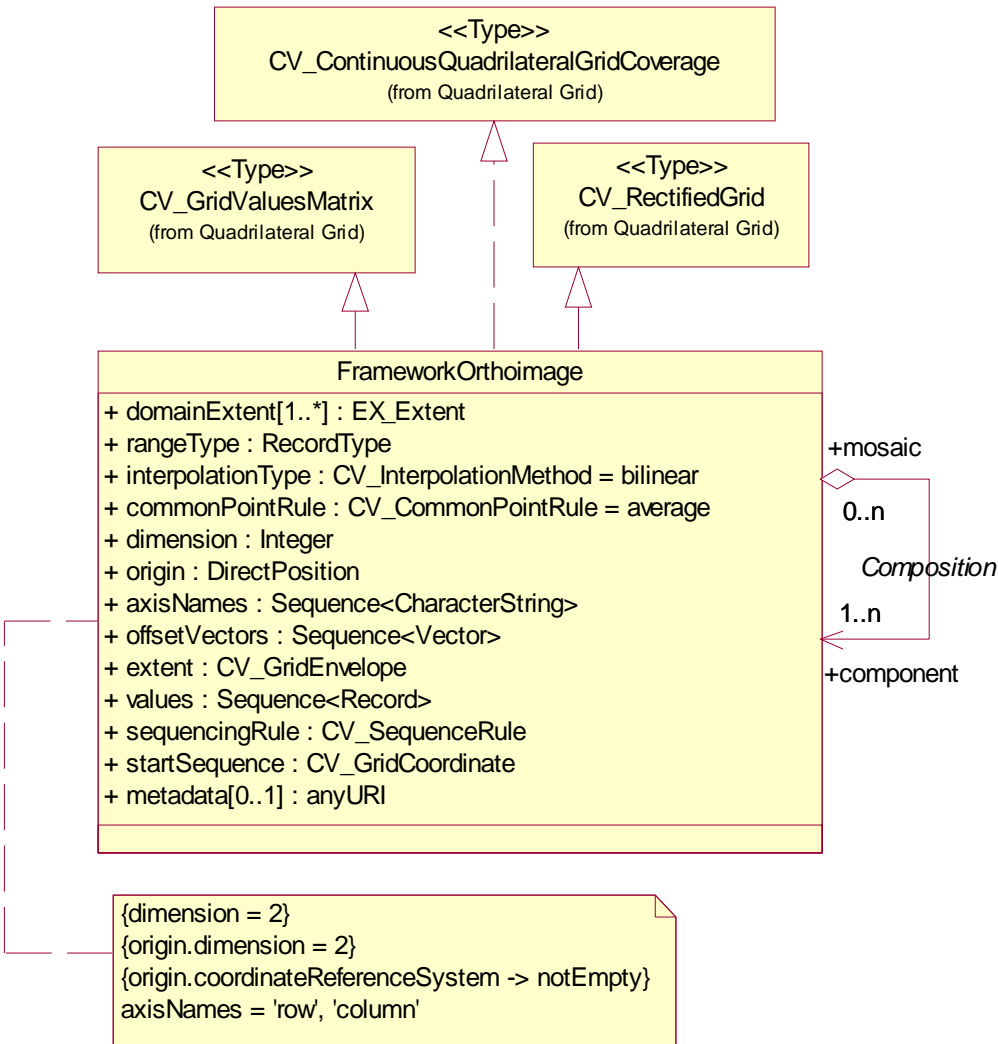 <<Type>>
CV_ContinuousQuadrilateralGridCoverage
(from Quadrilateral Grid)
<<Type>>
CV_GridValuesMatrix
(from Quadrilateral Grid)
<<Type>>
CV_RectifiedGrid
(from Quadrilateral Grid)
FrameworkOrthoimage
+ domainExtent[1..*] : EX_Extent
+ rangeType : RecordType
+ interpolationType : CV_InterpolationMethod = bilinear
+ commonPointRule : CV_CommonPointRule = average
+ dimension : Integer
+ origin : DirectPosition
+ axisNames : Sequence<CharacterString>
+ offsetVectors : Sequence<Vector>
+ extent : CV_GridEnvelope
+ values : Sequence<Record>
+ sequencingRule : CV_SequenceRule
+ startSequence : CV_GridCoordinate
+ metadata[0..1] : anyURI
+mosaic
0..n
Composition
1..n
+component
{dimension = 2}
{origin.dimension = 2}
{origin.coordinateReferenceSystem -> notEmpty}
axisNames = 'row', 'column'